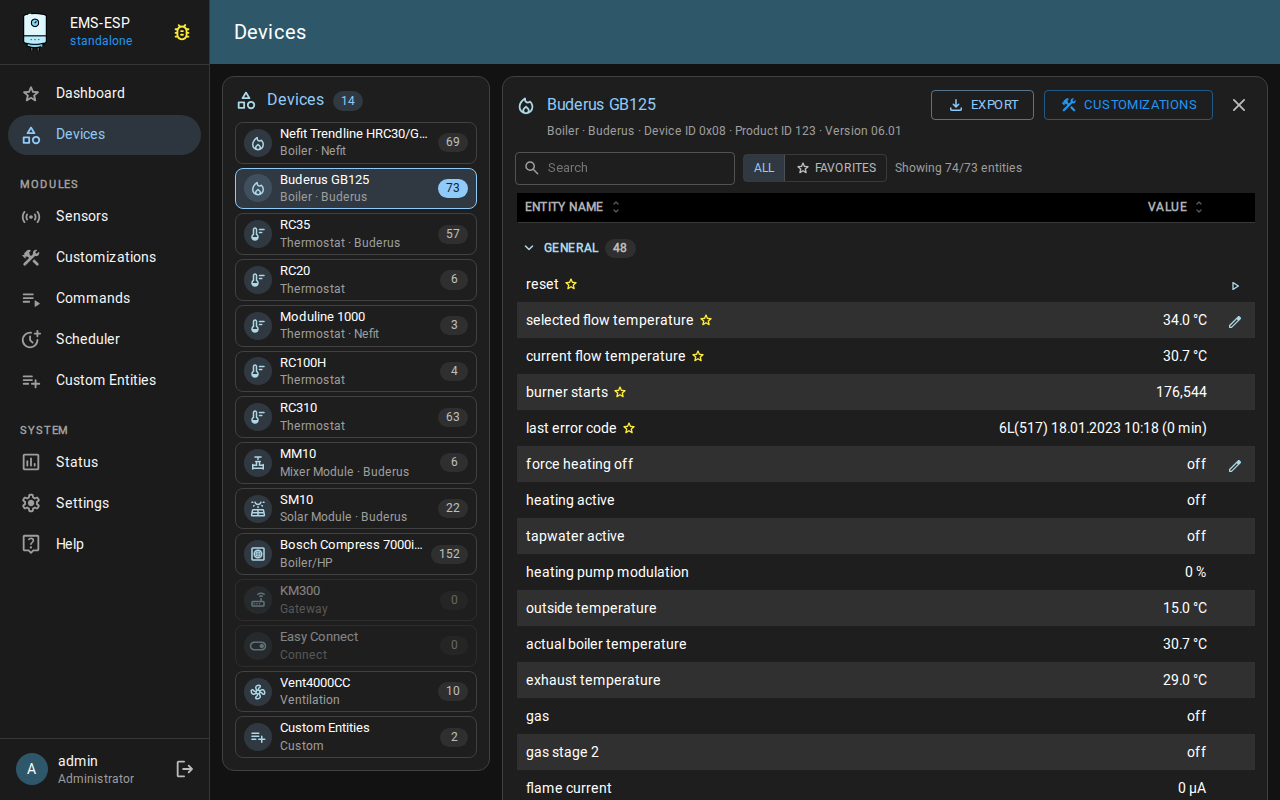 EMS-ESP
standalone
Dashboard
Devices
MODULES
Sensors
Customizations
Commands
Scheduler
Custom Entities
SYSTEM
Status
Settings
Help
A
admin
Administrator
Devices
Devices 14
Nefit Trendline HRC30/G...
Boiler · Nefit
69
Buderus GB125
Boiler · Buderus
73
RC35
Thermostat · Buderus
57
RC20
Thermostat
6
Moduline 1000
Thermostat · Nefit
3
RC100H
Thermostat
4
RC310
Thermostat
63
MM10
Mixer Module · Buderus
6
SM10
Solar Module · Buderus
22
Bosch Compress 7000i...
Boiler/HP
152
KM300
Gateway
0
Easy Connect
Connect
0
Vent4000CC
Ventilation
10
Custom Entities
Custom
2
Buderus GB125
EXPORT
CUSTOMIZATIONS
Boiler · Buderus · Device ID 0x08 · Product ID 123 · Version 06.01
Search
ALL
FAVORITES
Showing 74/73 entities
ENTITY NAME VALUE
GENERAL 48
reset
selected flow temperature 34.0 °C
current flow temperature 30.7 °C
burner starts 176,544
last error code 6L(517) 18.01.2023 10:18 (0 min)
force heating off off
heating active off
tapwater active off
heating pump modulation 0 %
outside temperature 15.0 °C
actual boiler temperature 30.7 °C
exhaust temperature 29.0 °C
gas off
gas stage 2 off
flame current 0 µA